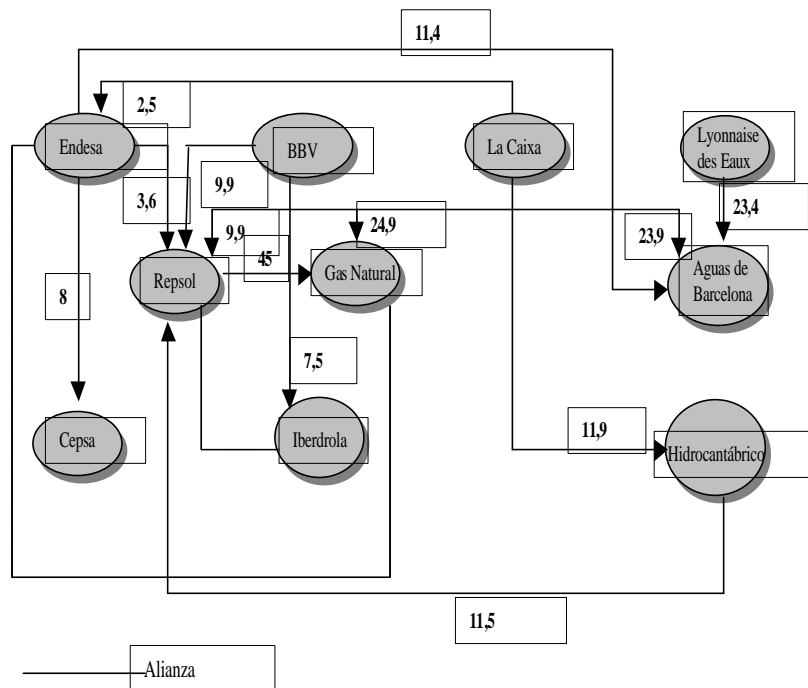 11,4
2,5
Endesa
BBV
La Caixa
Lyonnaise
des Eaux
3,6
9,9
23,4
9,9
24,9
23,9
45
Repsol
Gas Natural
Aguas de
Barcelona
8
7,5
Cepsa
Iberdrola
11,9
Hidrocantábrico
11,5
Alianza